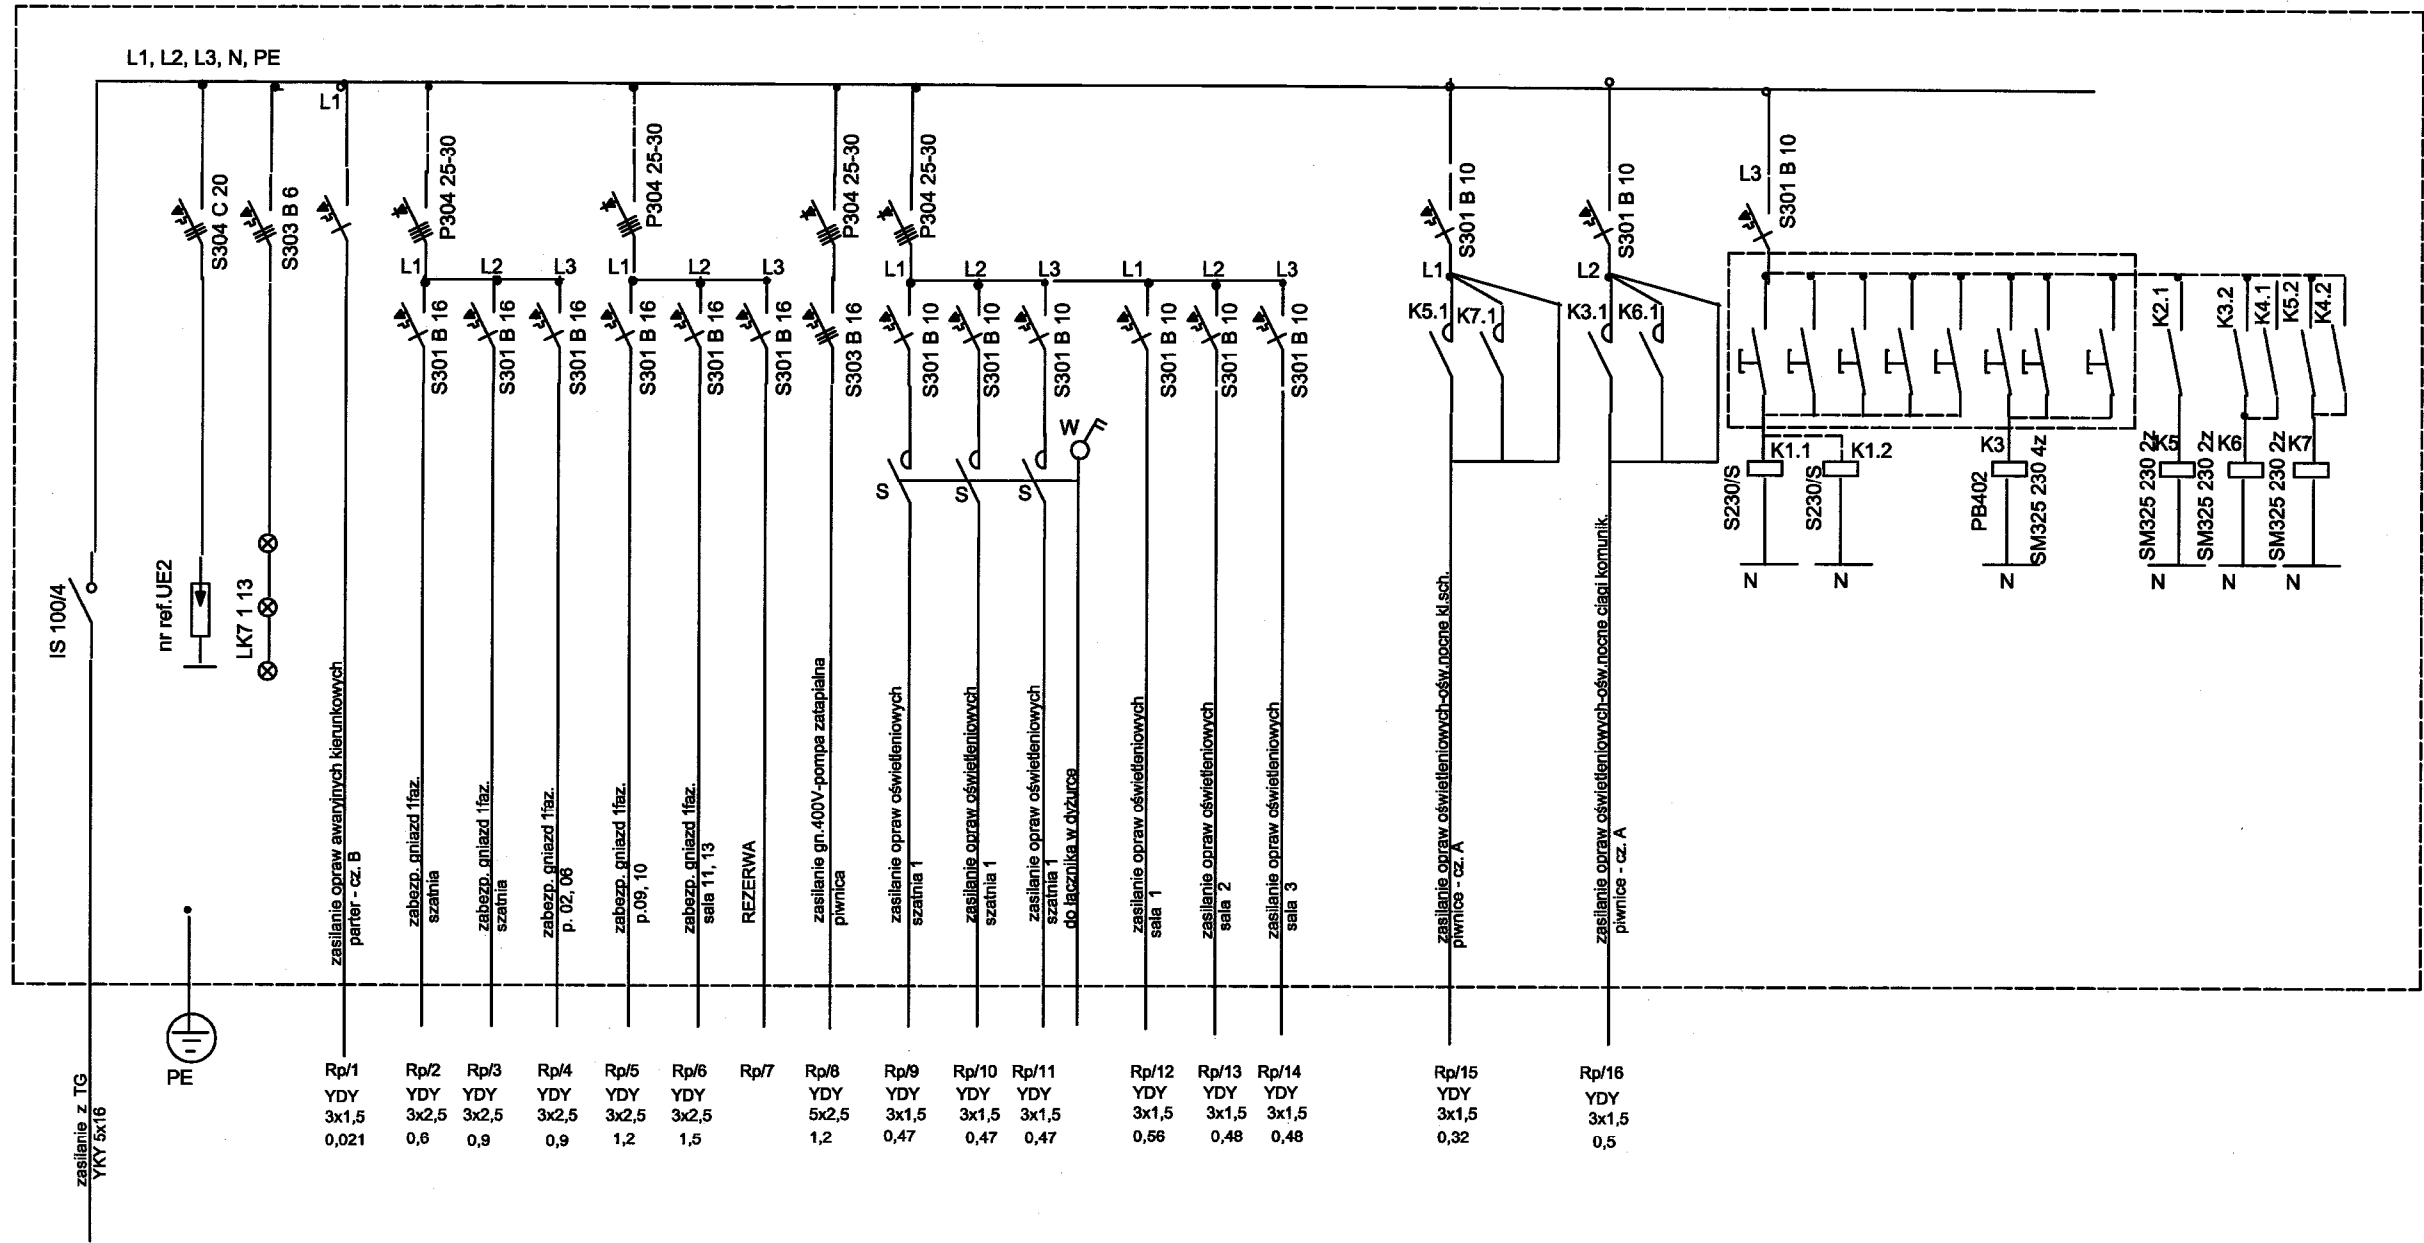 L1, L2, L3, N, PE
L1
IS 100/4
zasilanie z TG
YKY 5x16
S304 C 20
nr ref.UE2
PE
S303 B 6
LK7 1 13
zasilanie opraw awaryjnych kierunkowych
parter - cz. B
P304 25-30
L1
L2
L3
S301 B 16
S301 B 16
S301 B 16
zabezp. gniazd 1faz.
szatnia
zabezp. gniazd 1faz.
szatnia
zabezp. gniazd 1faz.
p. 02, 06
P304 25-30
L1
L2
L3
S301 B 16
S301 B 16
S301 B 16
zabezp. gniazd 1faz.
p.09, 10
zabezp. gniazd 1faz.
sala 11, 13
REZERWA
P304 25-30
S303 B 16
zasilanie gn.400V-pompa zatapialna
piwnica
P304 25-30
L1
L2
L3
L1
L2
L3
S301 B 10
S301 B 10
S301 B 10
S301 B 10
S301 B 10
S301 B 10
S
S
S
W
zasilanie opraw oświetleniowych
szatnia 1
zasilanie opraw oświetleniowych
szatnia 1
zasilanie opraw oświetleniowych
szatnia 1
do łącznika w dyżurce
zasilanie opraw oświetleniowych
sala 1
zasilanie opraw oświetleniowych
sala 2
zasilanie opraw oświetleniowych
sala 3
S301 B 10
L1
K5.1
K7.1
zasilanie opraw oświetleniowych-ośw.nocne kl.sch.
piwnice - cz. A
S301 B 10
L2
K3.1
K6.1
zasilanie opraw oświetleniowych-ośw.nocne ciągi komunik.
piwnice - cz. A
L3
S301 B 10
K2.1
K3.2
K4.1
K5.2
K4.2
K1.1
K1.2
K3
K5
K6
K7
S230/S
S230/S
PB402
SM325 230 4z
SM325 230 2z
SM325 230 2z
SM325 230 2z
N
N
N
N
N
N
Rp/1
YDY
3x1,5
0,021
Rp/2
YDY
3x2,5
0,6
Rp/3
YDY
3x2,5
0,9
Rp/4
YDY
3x2,5
0,9
Rp/5
YDY
3x2,5
1,2
Rp/6
YDY
3x2,5
1,5
Rp/7
Rp/8
YDY
5x2,5
1,2
Rp/9
YDY
3x1,5
0,47
Rp/10
YDY
3x1,5
0,47
Rp/11
YDY
3x1,5
0,47
Rp/12
YDY
3x1,5
0,56
Rp/13
YDY
3x1,5
0,48
Rp/14
YDY
3x1,5
0,48
Rp/15
YDY
3x1,5
0,32
Rp/16
YDY
3x1,5
0,5